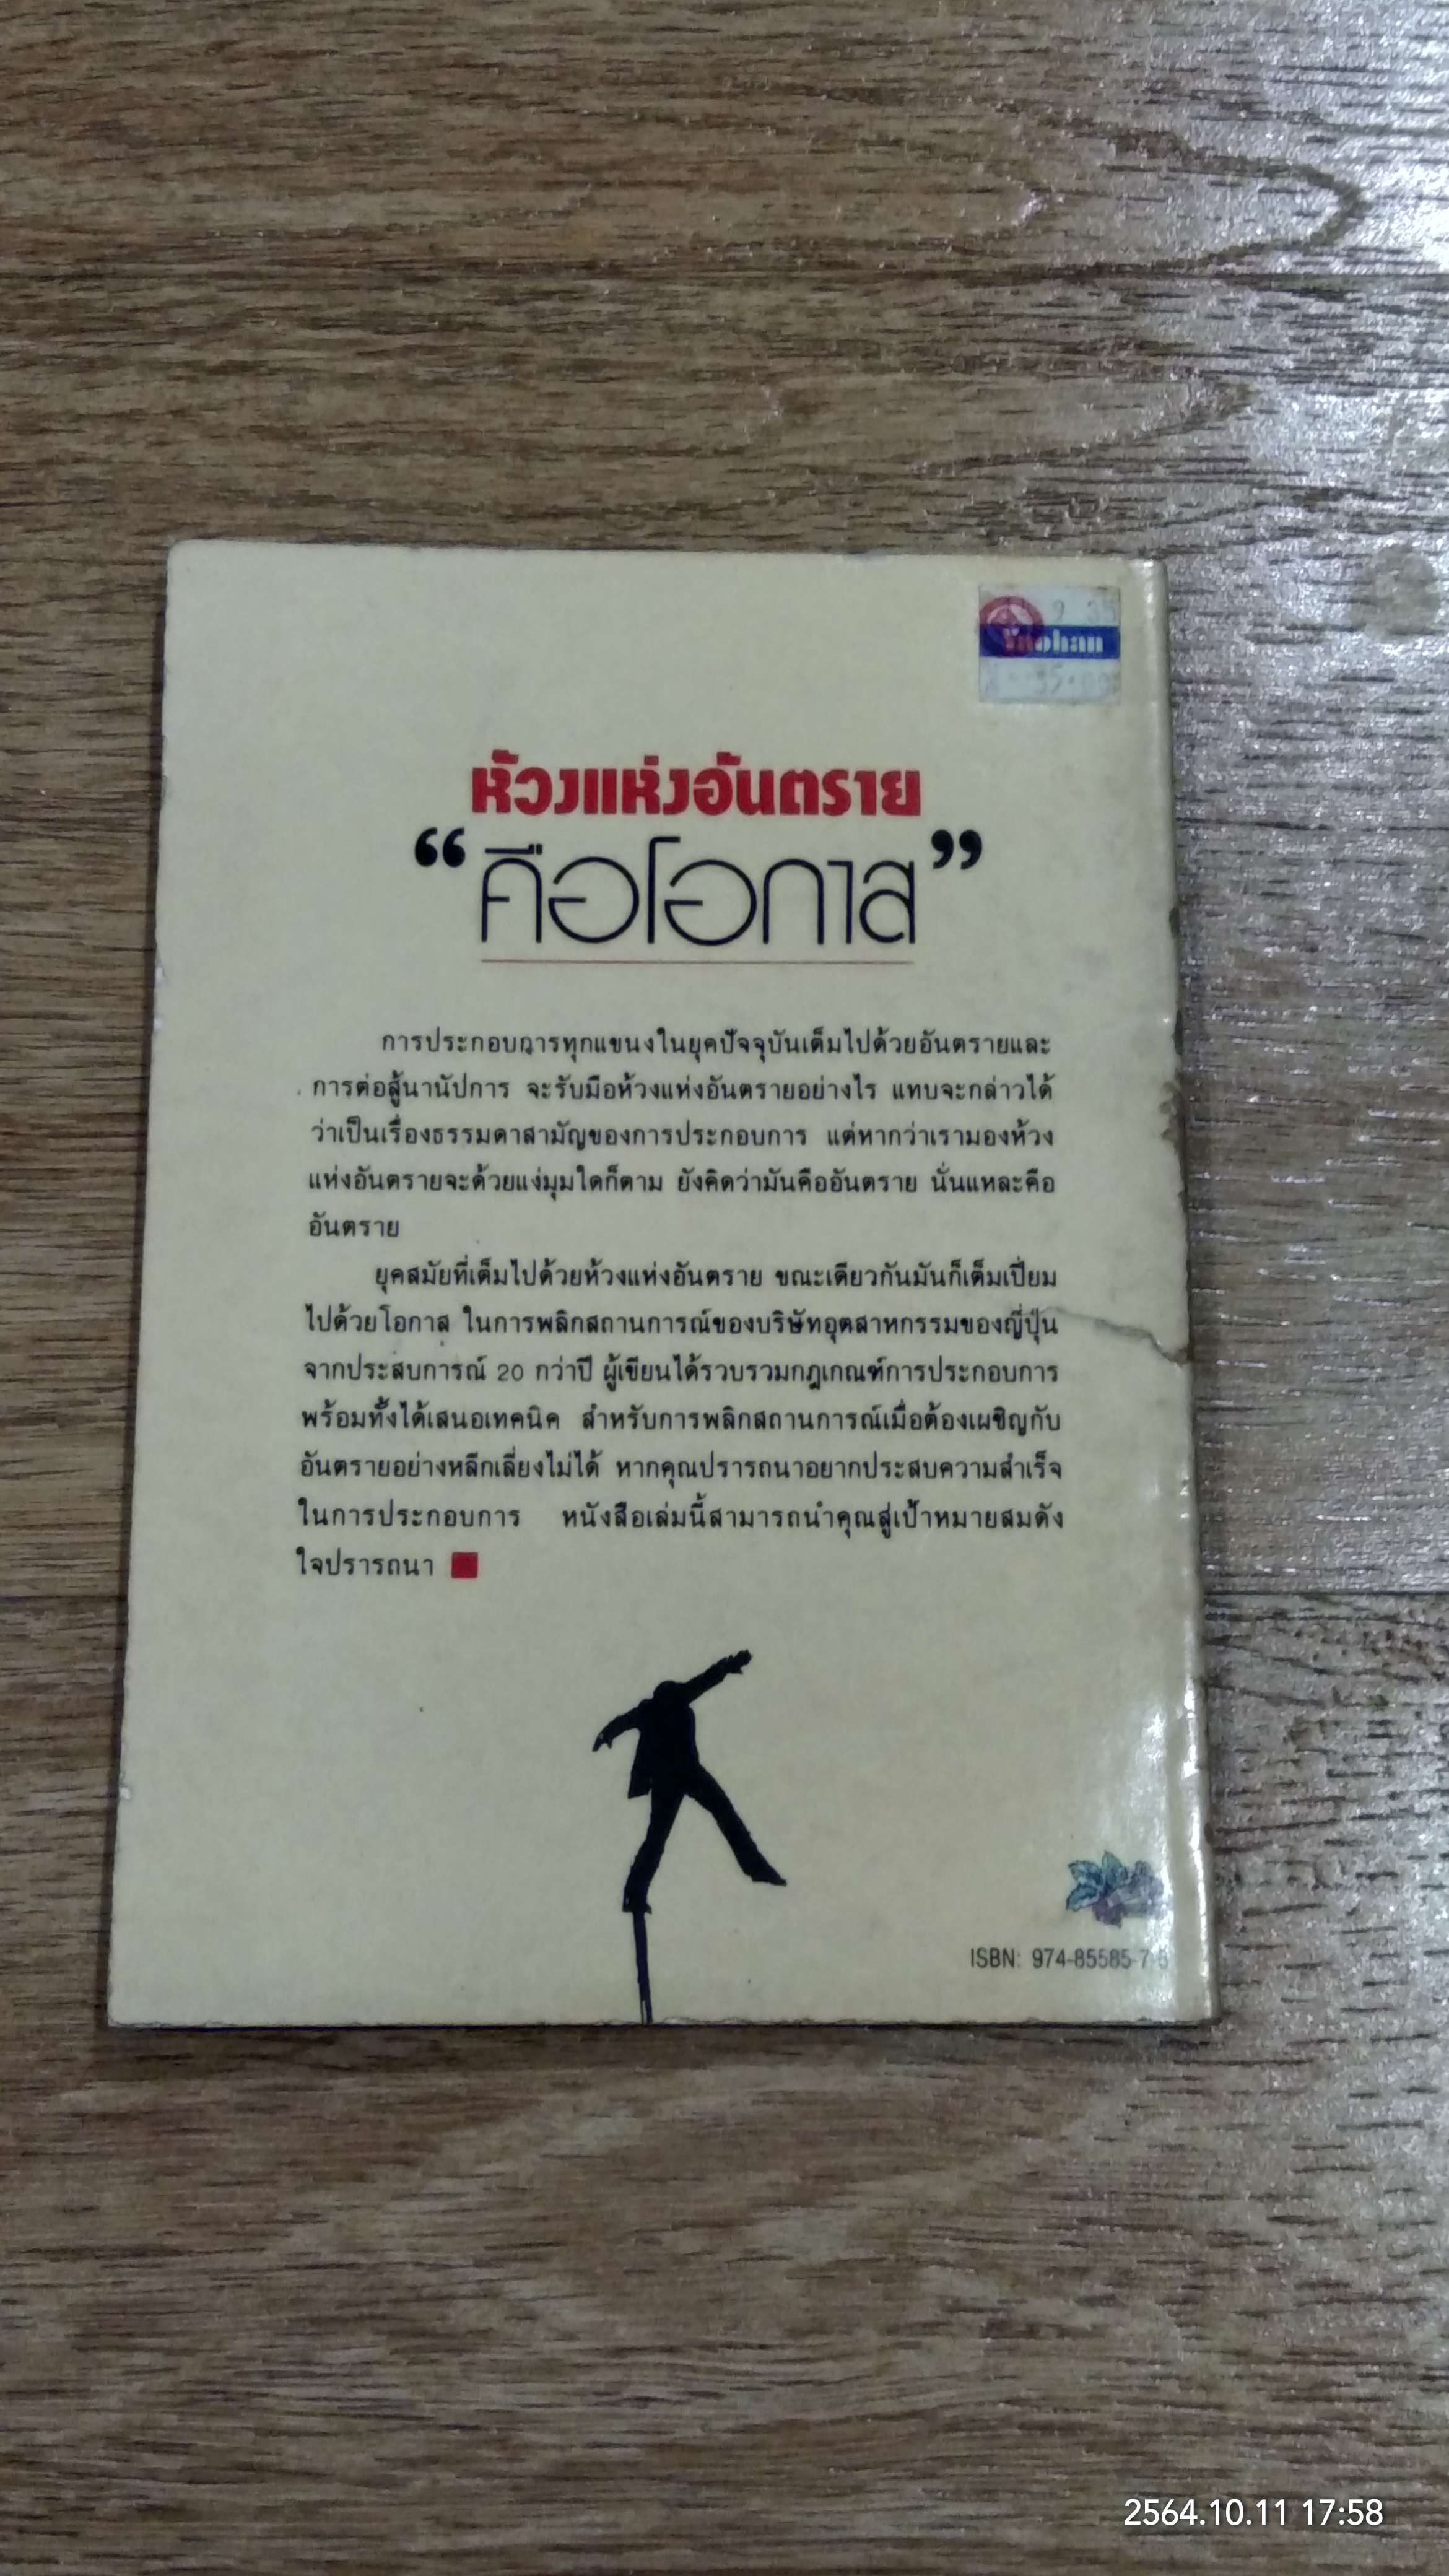 Yaohan
35.00
ห้วงแห่งอันตราย
“คือโอกาส”
การประกอบการทุกแขนงในยุคปัจจุบันเต็มไปด้วยอันตรายและ
การต่อสู้นานัปการ จะรับมือห้วงแห่งอันตรายอย่างไร แทบจะกล่าวได้
ว่าเป็นเรื่องธรรมดาสามัญของการประกอบการ แต่หากว่าเรามองห้วง
แห่งอันตรายจะด้วยแง่มุมใดก็ตาม ยังคิดว่ามันคืออันตราย นั่นแหละคือ
อันตราย
ยุคสมัยที่เต็มไปด้วยห้วงแห่งอันตราย ขณะเดียวกันมันก็เต็มเปี่ยม
ไปด้วยโอกาส ในการพลิกสถานการณ์ของบริษัทอุตสาหกรรมของญี่ปุ่น
จากประสบการณ์ 20 กว่าปี ผู้เขียนได้รวบรวมกฎเกณฑ์การประกอบการ
พร้อมทั้งได้เสนอเทคนิค สำหรับการพลิกสถานการณ์เมื่อต้องเผชิญกับ
อันตรายอย่างหลีกเลี่ยงไม่ได้ หากคุณปรารถนาอยากประสบความสำเร็จ
ในการประกอบการ หนังสือเล่มนี้สามารถนำคุณสู่เป้าหมายสมดัง
ใจปรารถนา
ISBN: 974-85585-7-5
2564.10.11 17:58